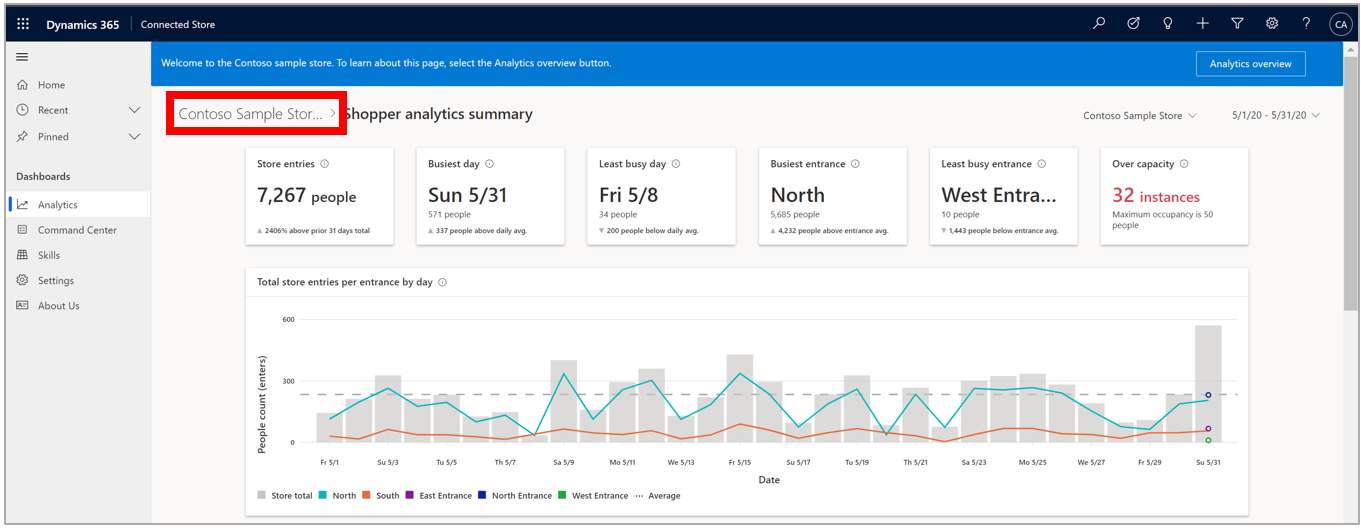 Dynamics 365 Connected Store CA
Welcome to the Contoso sample store. To learn about this page, select the Analytics overview button. Analytics overview
Home
Recent
Pinned
Dashboards
Analytics
Command Center
Skills
Settings
About Us
Contoso Sample Stor... > Shopper analytics summary
Contoso Sample Store 5/1/20 - 5/31/20
Store entries
7,267 people
2406% above prior 31 days total
Busiest day
Sun 5/31
571 people
337 people above daily avg.
Least busy day
Fri 5/8
34 people
200 people below daily avg.
Busiest entrance
North
5,685 people
4,232 people above entrance avg.
Least busy entrance
West Entra...
10 people
1,443 people below entrance avg.
Over capacity
32 instances
Maximum occupancy is 50
people
Total store entries per entrance by day
People count (enters)
600
300
0
Fr 5/1 Su 5/3 Tu 5/5 Th 5/7 Sa 5/9 Mo 5/11 We 5/13 Fr 5/15 Su 5/17 Tu 5/19 Th 5/21 Sa 5/23 Mo 5/25 We 5/27 Fr 5/29 Su 5/31
Date
Store total North South East Entrance North Entrance West Entrance Average